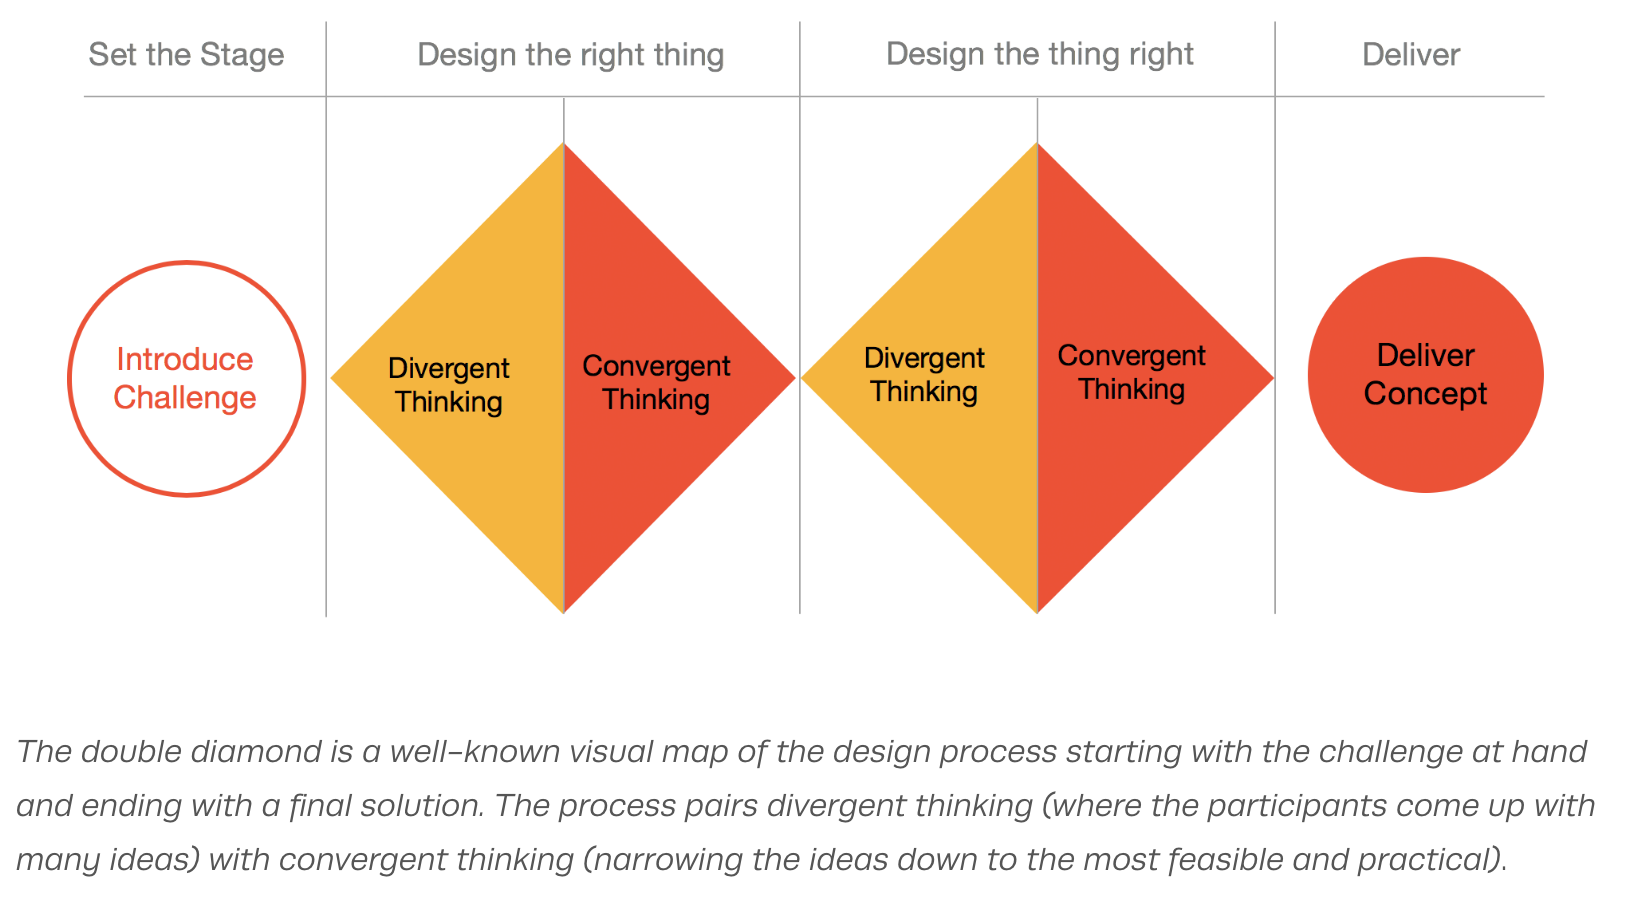 Set the Stage
Design the right thing
Design the thing right
Deliver
Introduce
Challenge
Divergent
Thinking
Convergent
Thinking
Divergent
Thinking
Convergent
Thinking
Deliver
Concept
The double diamond is a well-known visual map of the design process starting with the challenge at hand
and ending with a final solution. The process pairs divergent thinking (where the participants come up with
many ideas) with convergent thinking (narrowing the ideas down to the most feasible and practical).